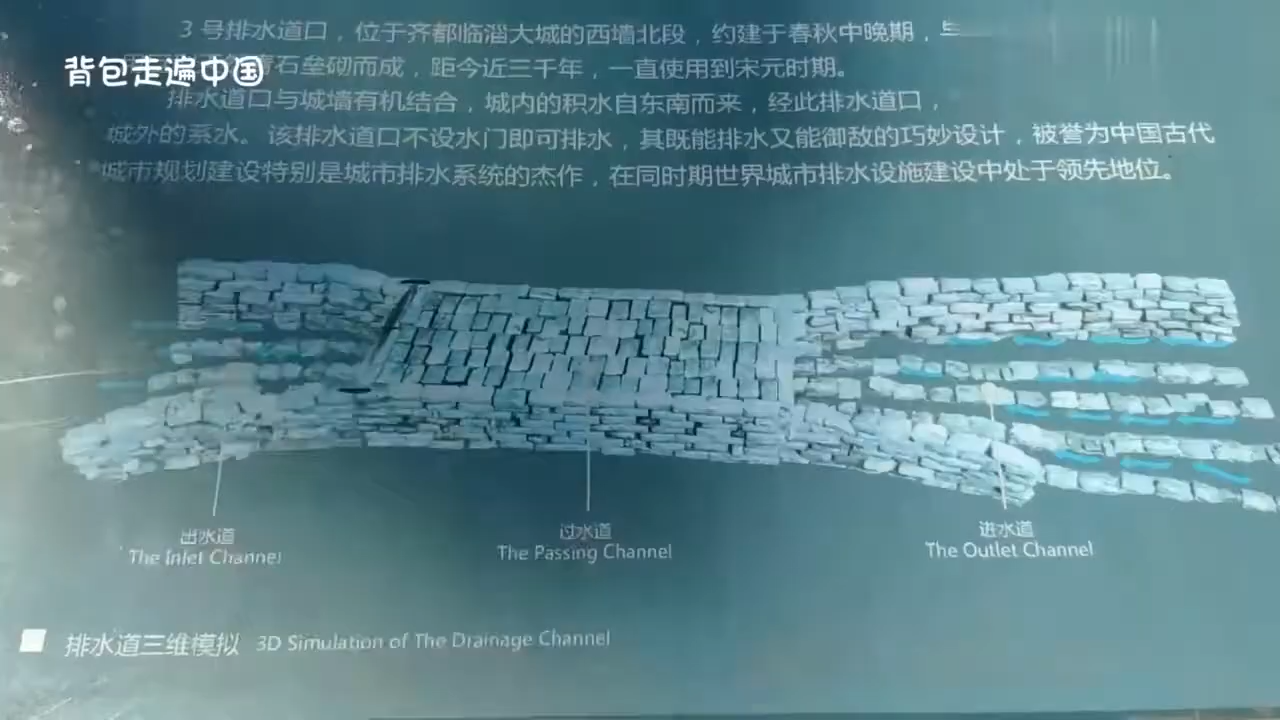 3号排水道口，位于齐都临淄大城的西墙北段，约建于春秋中晚期，
石垒砌而成，距今近三千年，一直使用到宋元时期。
背包走遍中国
排水道口与城墙有机结合，城内的积水自东南而来，经此排水道口，
城外的系水。该排水道口不设水门即可排水，其既能排水又能御敌的巧妙设计，被誉为中国古代
城市规划建设特别是城市排水系统的杰作，在同时期世界城市排水设施建设中处于领先地位。
出水道
The Inlet Channel
过水道
The Passing Channel
进水道
The Outlet Channel
排水道三维模拟 3D Simulation of The Drainage Channel